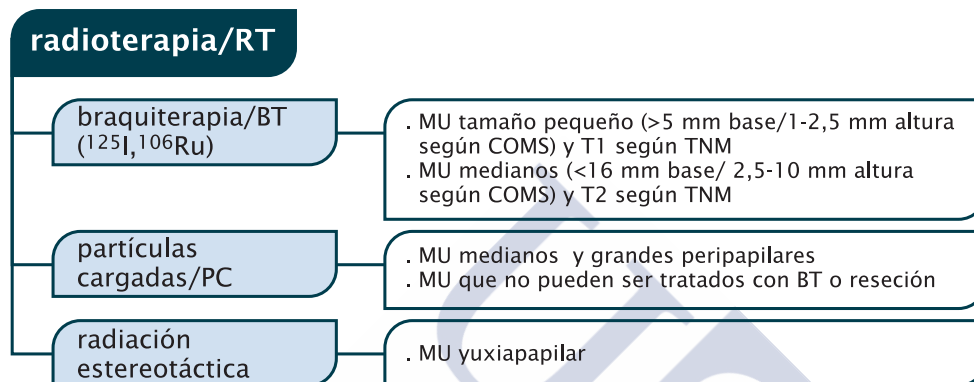 radioterapia/RT
braquiterapia/BT
(¹²⁵I,¹⁰⁶Ru)
. MU tamaño pequeño (>5 mm base/1-2,5 mm altura
según COMS) y T1 según TNM
. MU medianos (<16 mm base/ 2,5-10 mm altura
según COMS) y T2 según TNM
partículas
cargadas/PC
. MU medianos y grandes peripapilares
. MU que no pueden ser tratados con BT o reseción
radiación
estereotáctica
. MU yuxiapapilar